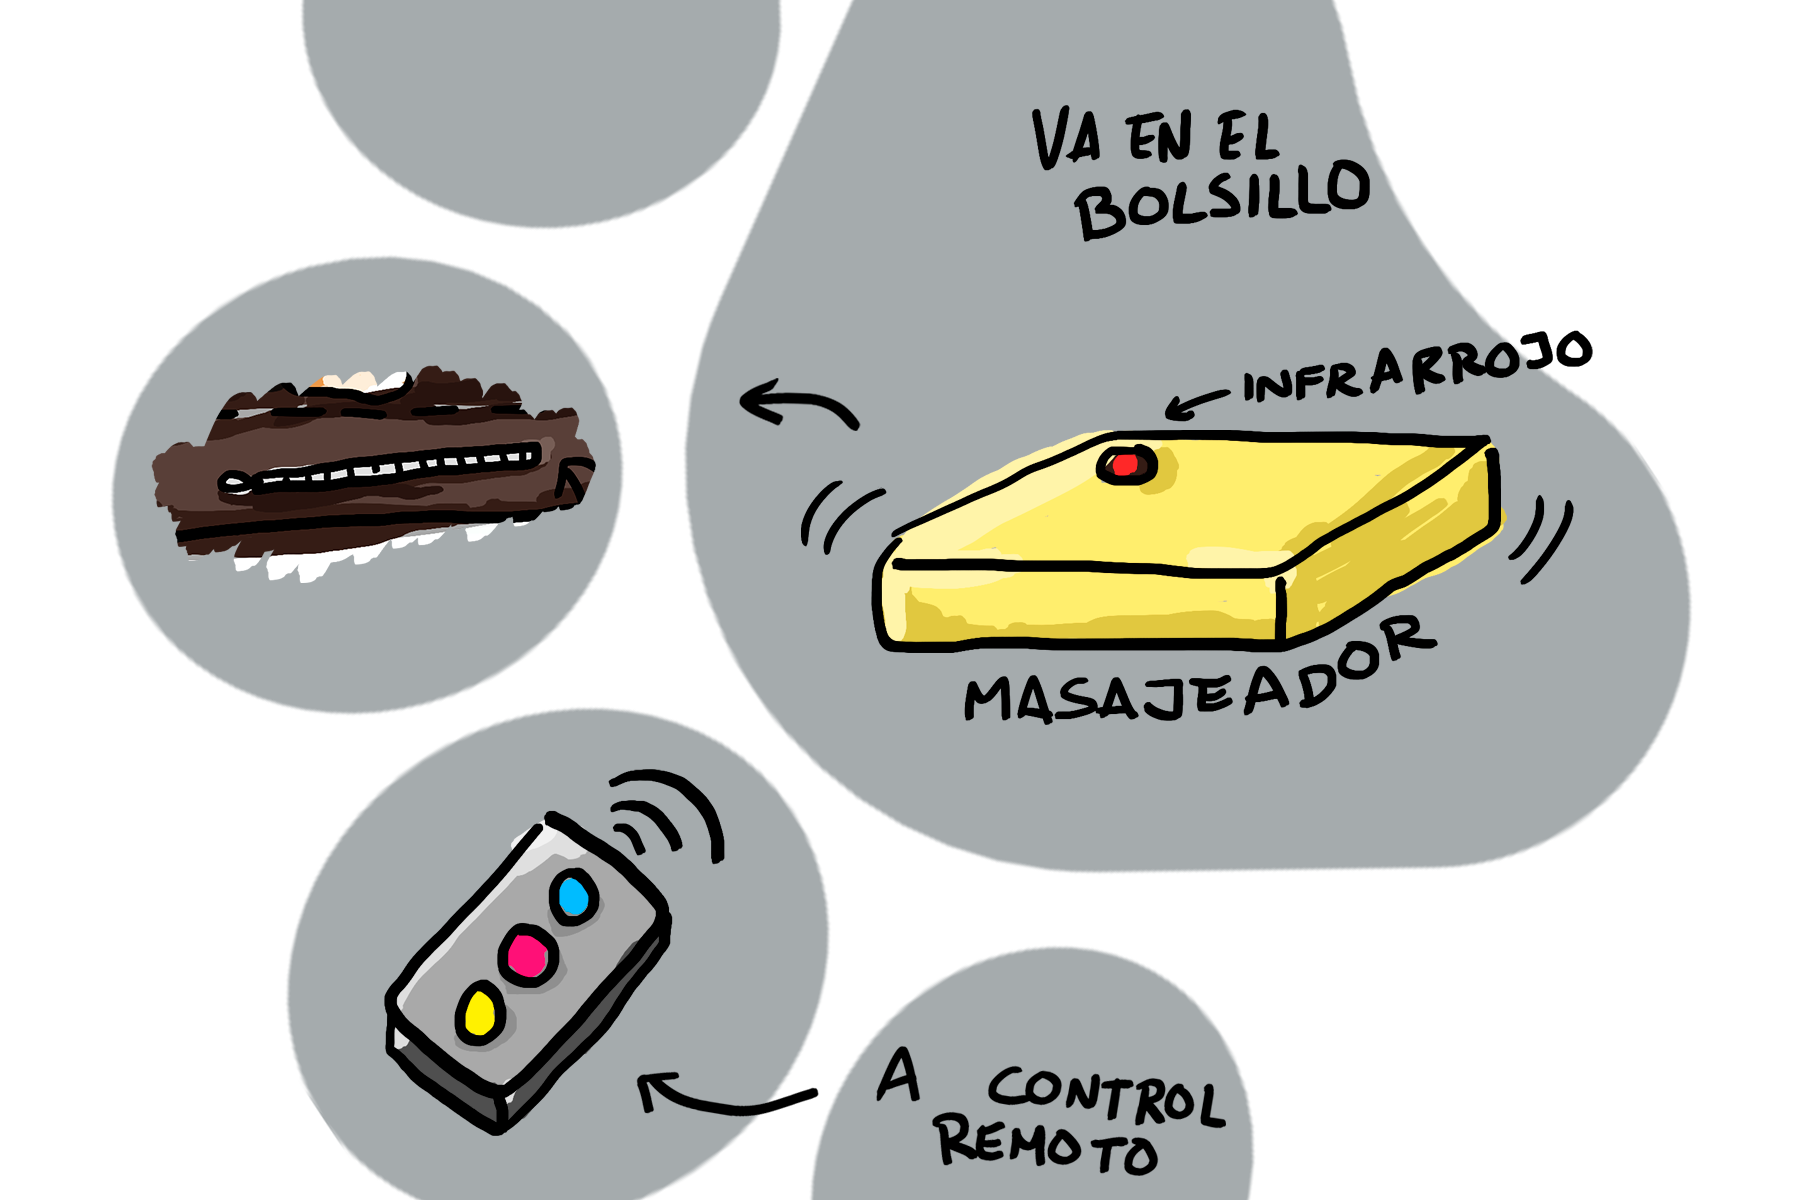 VA EN EL
BOLSILLO
INFRARROJO
MASAJEADOR
A CONTROL
REMOTO